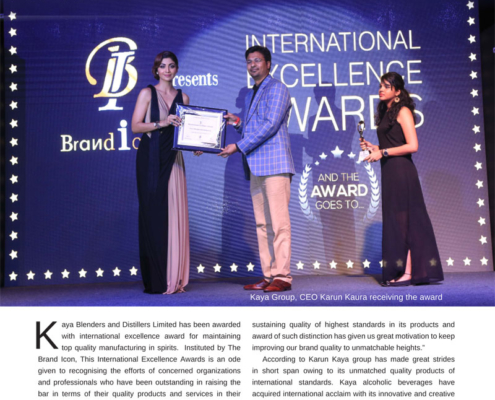 INTERNATIONAL
EXCELLENCE
AWARDS
resents
Brand ic
AND THE
AWARD
GOES TO...
Kaya Group, CEO Karun Kaura receiving the award
Kaya Blenders and Distillers Limited has been awarded
with international excellence award for maintaining
top quality manufacturing in spirits. Instituted by The
Brand Icon, This International Excellence Awards is an ode
given to recognising the efforts of concerned organizations
and professionals who have been outstanding in raising the
bar in terms of their quality products and services in their
sustaining quality of highest standards in its products and
award of such distinction has given us great motivation to keep
improving our brand quality to unmatchable heights."
According to Karun Kaya group has made great strides
in short span owing to its unmatched quality products of
international standards. Kaya alcoholic beverages have
acquired international acclaim with its innovative and creative